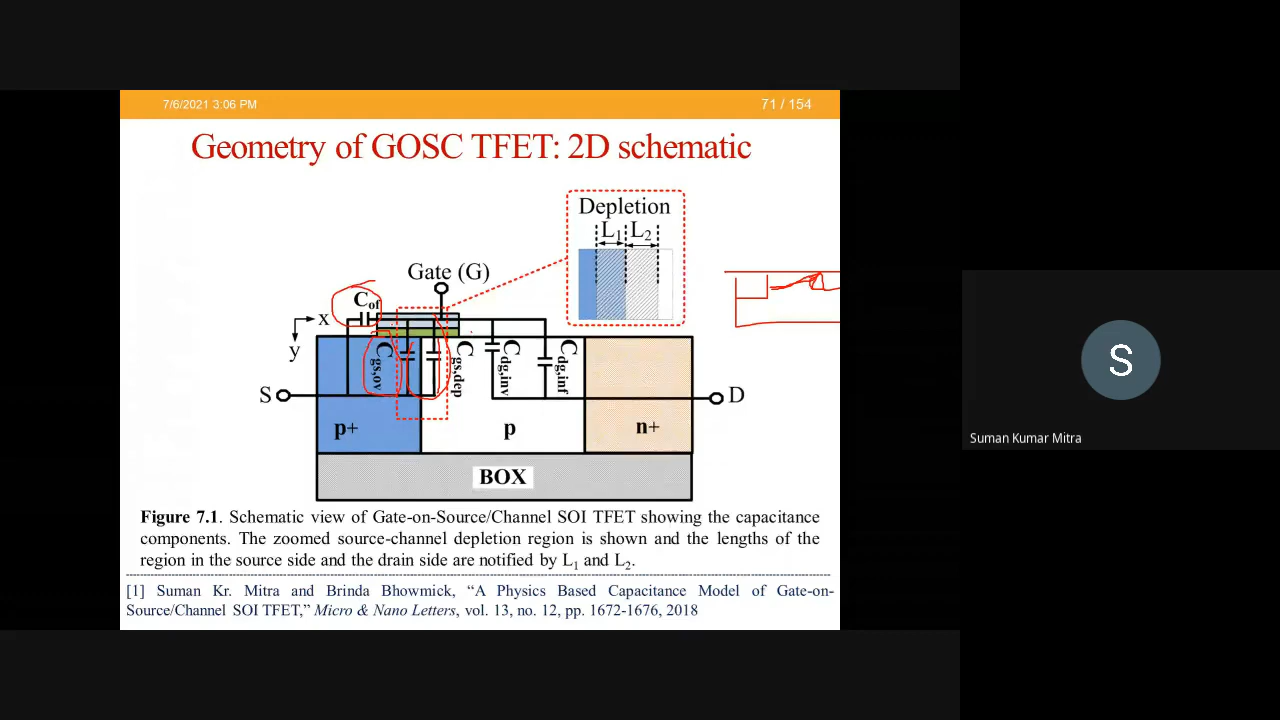 7/6/2021 3:06 PM
71 / 154
Geometry of GOSC TFET: 2D schematic
Depletion
L1 L2
Gate (G)
Cof
x
y
Cgs,ov
Cgs,dep
Cdg,inv
Cdg,inf
S
D
p+
p
n+
BOX
Figure 7.1. Schematic view of Gate-on-Source/Channel SOI TFET showing the capacitance
components. The zoomed source-channel depletion region is shown and the lengths of the
region in the source side and the drain side are notified by L1 and L2.
[1] Suman Kr. Mitra and Brinda Bhowmick, “A Physics Based Capacitance Model of Gate-on-
Source/Channel SOI TFET,” Micro & Nano Letters, vol. 13, no. 12, pp. 1672-1676, 2018
S
Suman Kumar Mitra